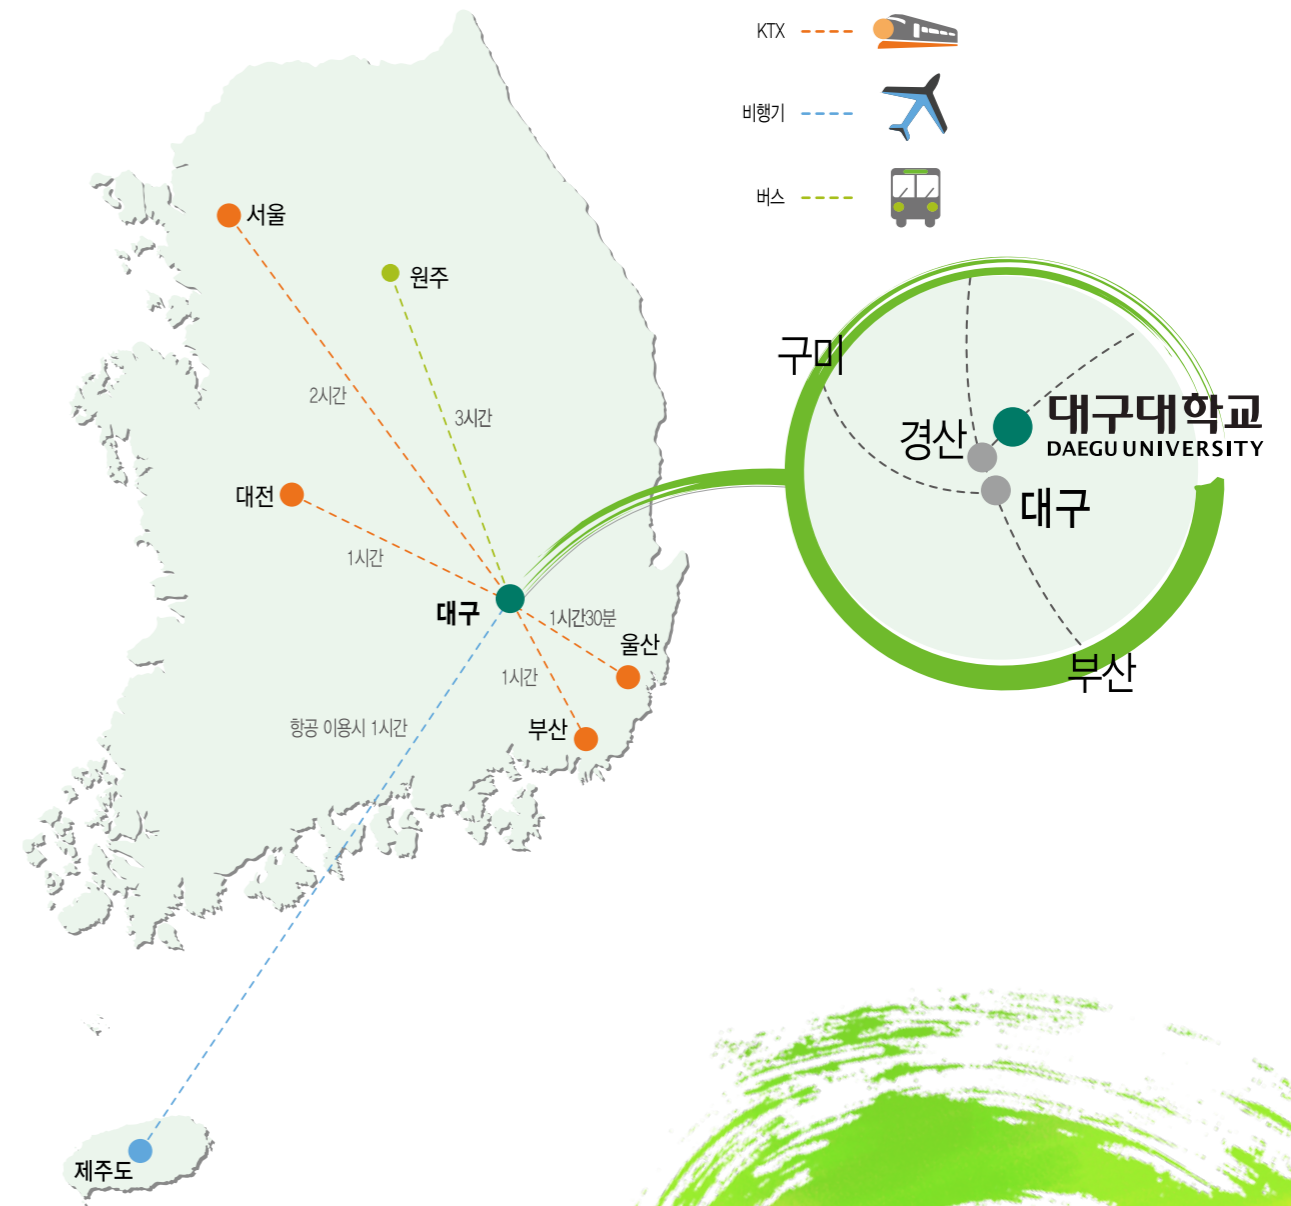 KTX
비행기
버스
서울
원주
2시간
3시간
대전
1시간
대구
1시간30분
울산
1시간
부산
항공 이용시 1시간
제주도
구미
대구대학교
DAEGU UNIVERSITY
경산
대구
부산